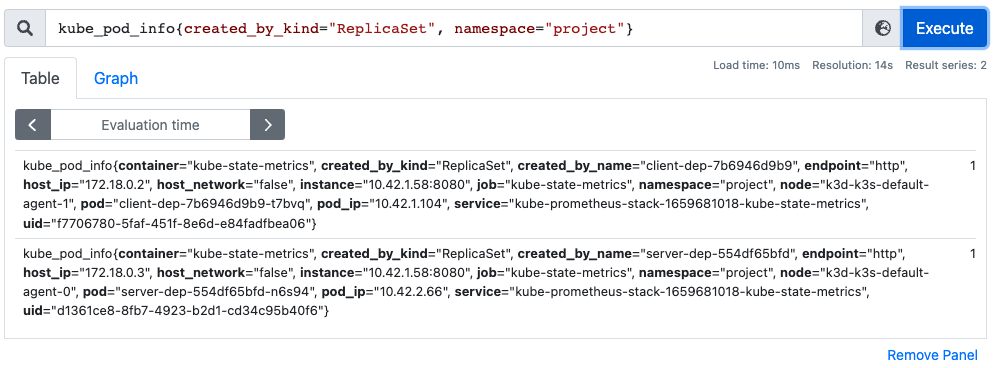 kube_pod_info{created_by_kind="ReplicaSet", namespace="project"}
Execute
Load time: 10ms Resolution: 14s Result series: 2
Table
Graph
Evaluation time
kube_pod_info{container="kube-state-metrics", created_by_kind="ReplicaSet", created_by_name="client-dep-7b6946d9b9", endpoint="http", 1
host_ip="172.18.0.2", host_network="false", instance="10.42.1.58:8080", job="kube-state-metrics", namespace="project", node="k3d-k3s-default-
agent-1", pod="client-dep-7b6946d9b9-t7bvq", pod_ip="10.42.1.104", service="kube-prometheus-stack-1659681018-kube-state-metrics",
uid="f7706780-5faf-451f-8e6d-e84fadfbea06"}
kube_pod_info{container="kube-state-metrics", created_by_kind="ReplicaSet", created_by_name="server-dep-554df65bfd", endpoint="http", 1
host_ip="172.18.0.3", host_network="false", instance="10.42.1.58:8080", job="kube-state-metrics", namespace="project", node="k3d-k3s-default-
agent-0", pod="server-dep-554df65bfd-n6s94", pod_ip="10.42.2.66", service="kube-prometheus-stack-1659681018-kube-state-metrics",
uid="d1361ce8-8fb7-4923-b2d1-cd34c95b40f6"}
Remove Panel